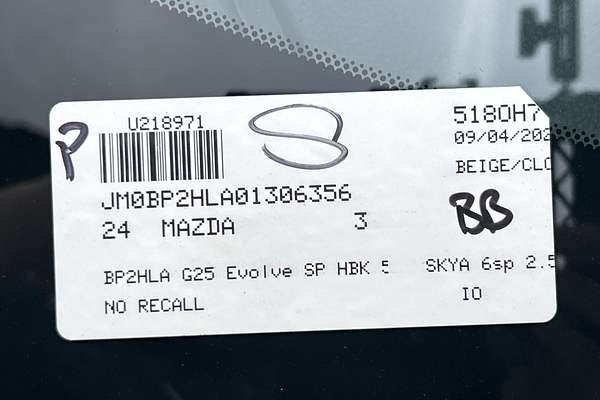 U218971
5180H7
09/04/202
P
8
JM0BP2HLA01306356
BEIGE/CLO
24 MAZDA 3
BB
BP2HLA G25 Evolve SP HBK 5 SKYA 6sp 2.5
NO RECALL
IO